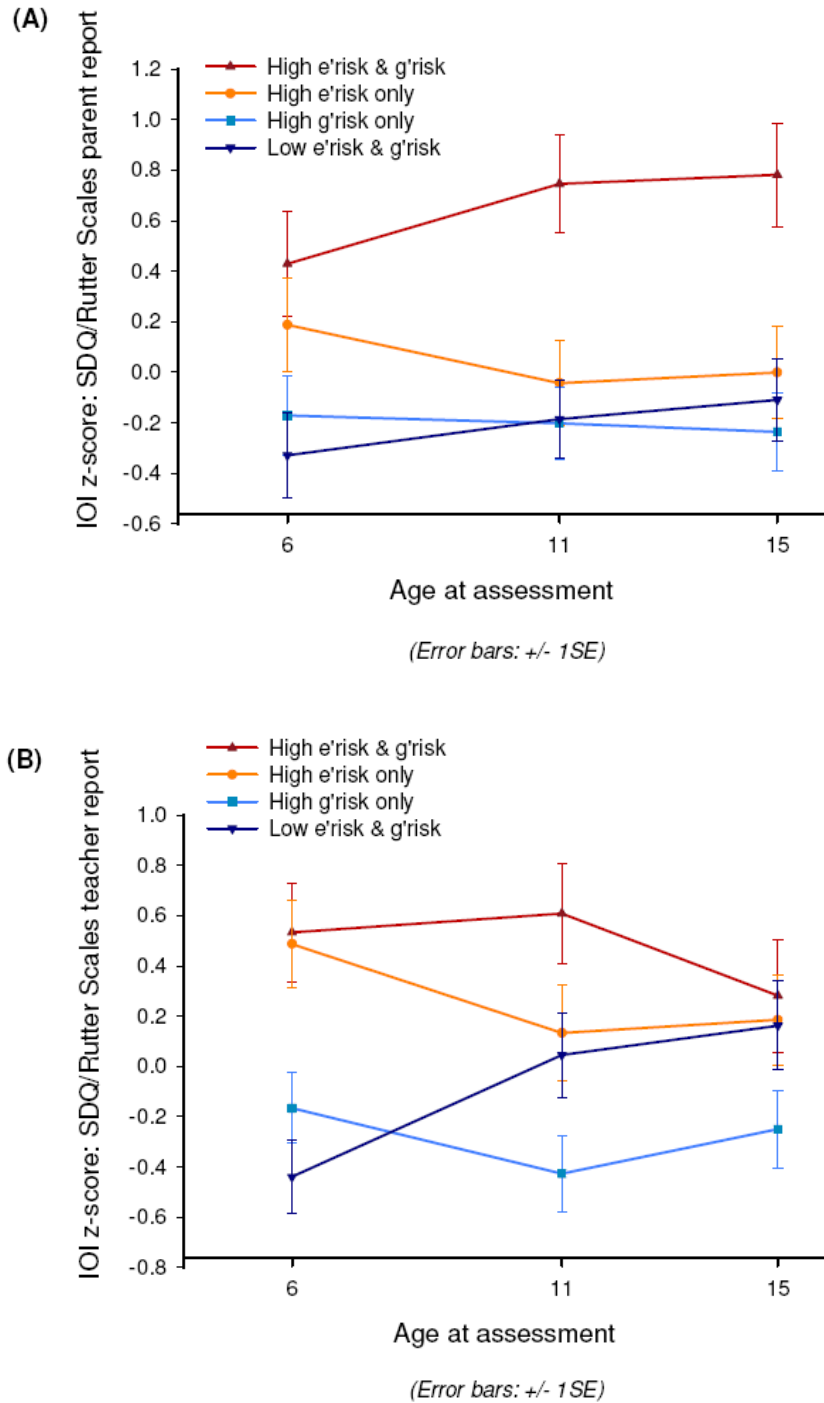 (A)
IOI z-score: SDQ/Rutter Scales parent report
High e'risk & g'risk
High e'risk only
High g'risk only
Low e'risk & g'risk
1.2
1.0
0.8
0.6
0.4
0.2
0.0
-0.2
-0.4
-0.6
6 11 15
Age at assessment
(Error bars: +/- 1SE)
(B)
IOI z-score: SDQ/Rutter Scales teacher report
High e'risk & g'risk
High e'risk only
High g'risk only
Low e'risk & g'risk
1.0
0.8
0.6
0.4
0.2
0.0
-0.2
-0.4
-0.6
-0.8
6 11 15
Age at assessment
(Error bars: +/- 1SE)